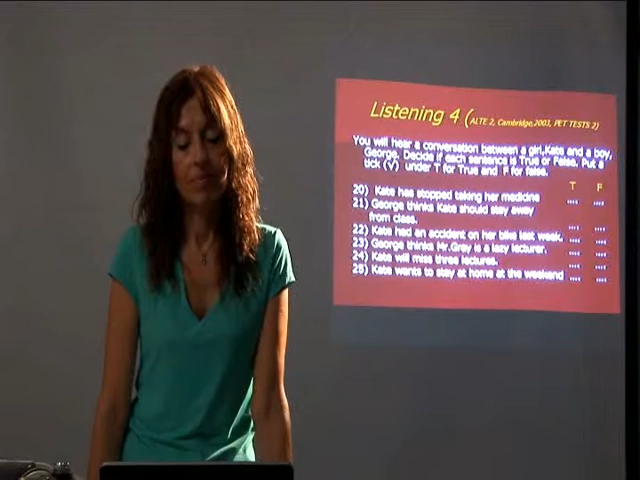 Listening 4 (ALTE 2, Cambridge,2003, PET TESTS 2)
You will hear a conversation between a girl,Kate and a boy,
George. Decide if each sentence is True or False. Put a
tick (√) under T for True and F for false.
T F
20) Kate has stopped taking her medicine .... ....
21) George thinks Kate should stay away
from class. .... ....
22) Kate had an accident on her bike last week. .... ....
23) George thinks Mr.Grey is a lazy lecturer. .... ....
24) Kate will miss three lectures. .... ....
25) Kate wants to stay at home at the weekend .... ....